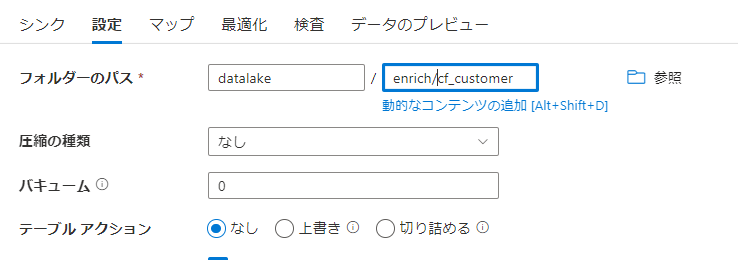 シンク 設定 マップ 最適化 検査 データのプレビュー
フォルダーのパス * datalake / enrich/cf_customer 参照
動的なコンテンツの追加 [Alt+Shift+D]
圧縮の種類 なし
バキューム 0
テーブル アクション なし 上書き 切り詰める